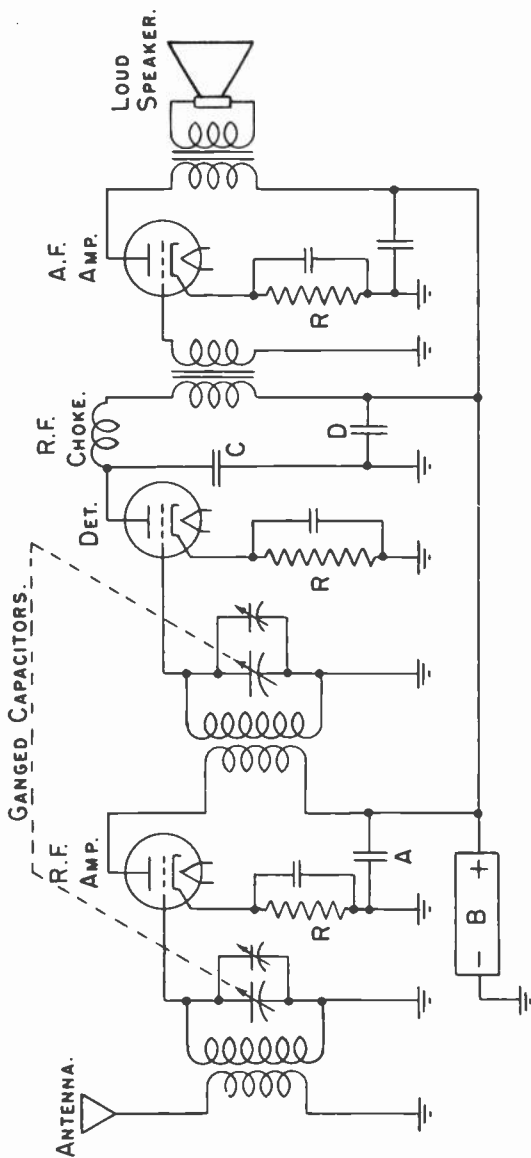 ANTENNA.
GANGED CAPACITORS.
R.F.
AMP.
R
A
B
- +
DET.
R
R.F.
CHOKE.
C
D
A.F.
AMP.
R
LOUD
SPEAKER.